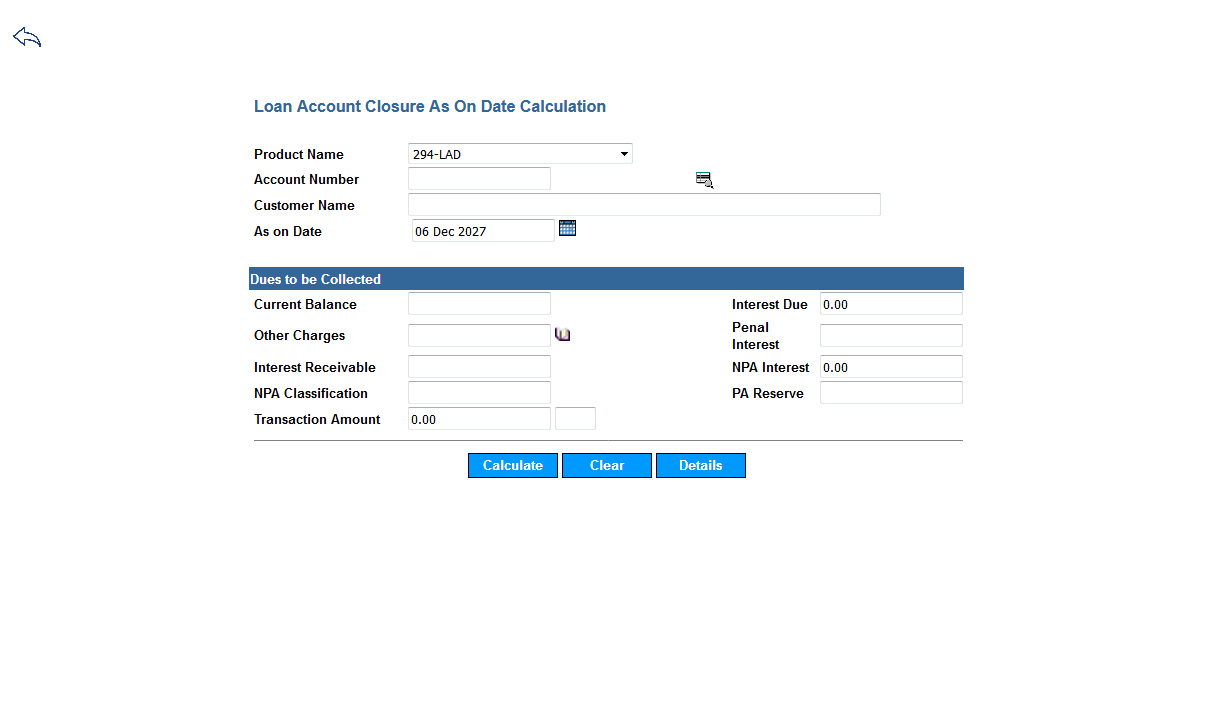 Loan Account Closure As On Date Calculation
Product Name 294-LAD
Account Number
Customer Name
As on Date 06 Dec 2027
Dues to be Collected
Current Balance Interest Due 0.00
Other Charges Penal Interest
Interest Receivable NPA Interest 0.00
NPA Classification PA Reserve
Transaction Amount 0.00
Calculate Clear Details